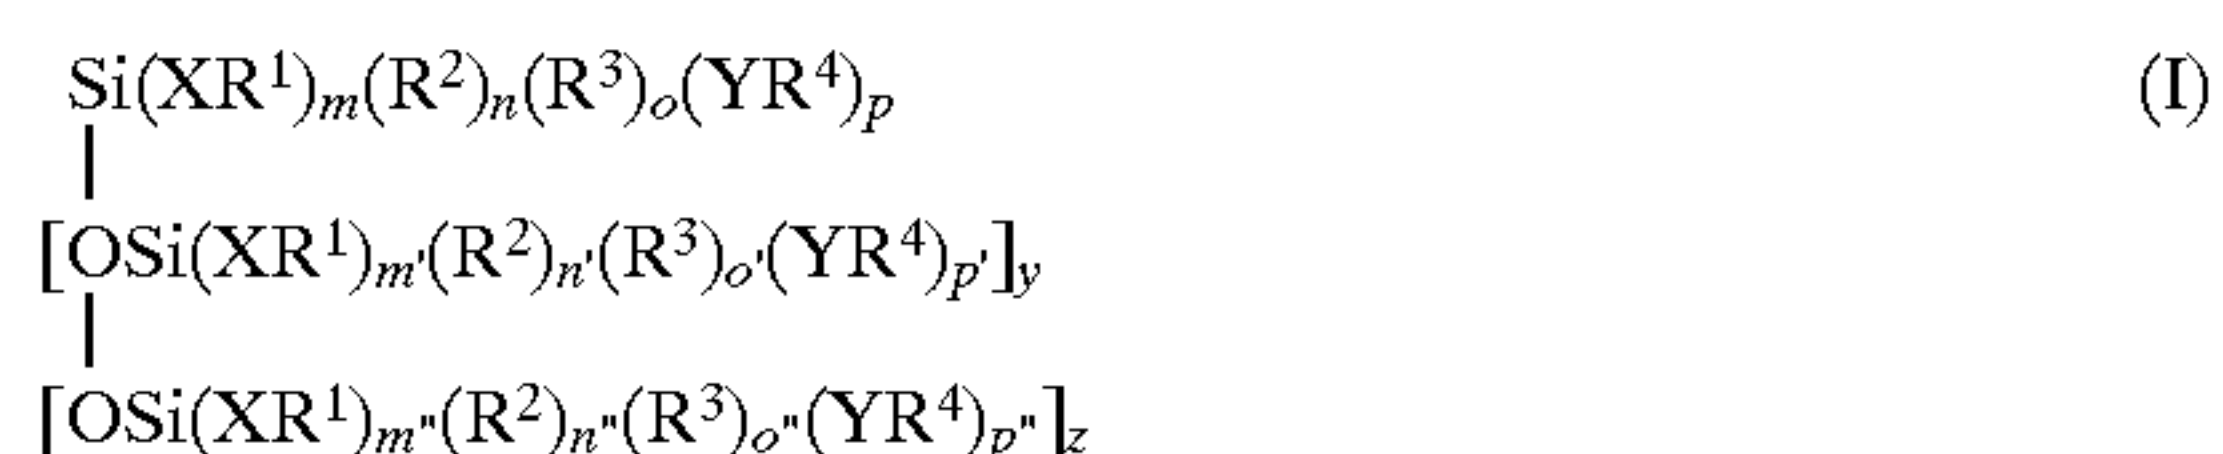 Si(XR¹)ₘ(R²)ₙ(R³)ₒ(YR⁴)ₚ (I)
[OSi(XR¹)ₘ'(R²)ₙ'(R³)ₒ'(YR⁴)ₚ']y
[OSi(XR¹)ₘ"(R²)ₙ"(R³)ₒ"(YR⁴)ₚ"]z